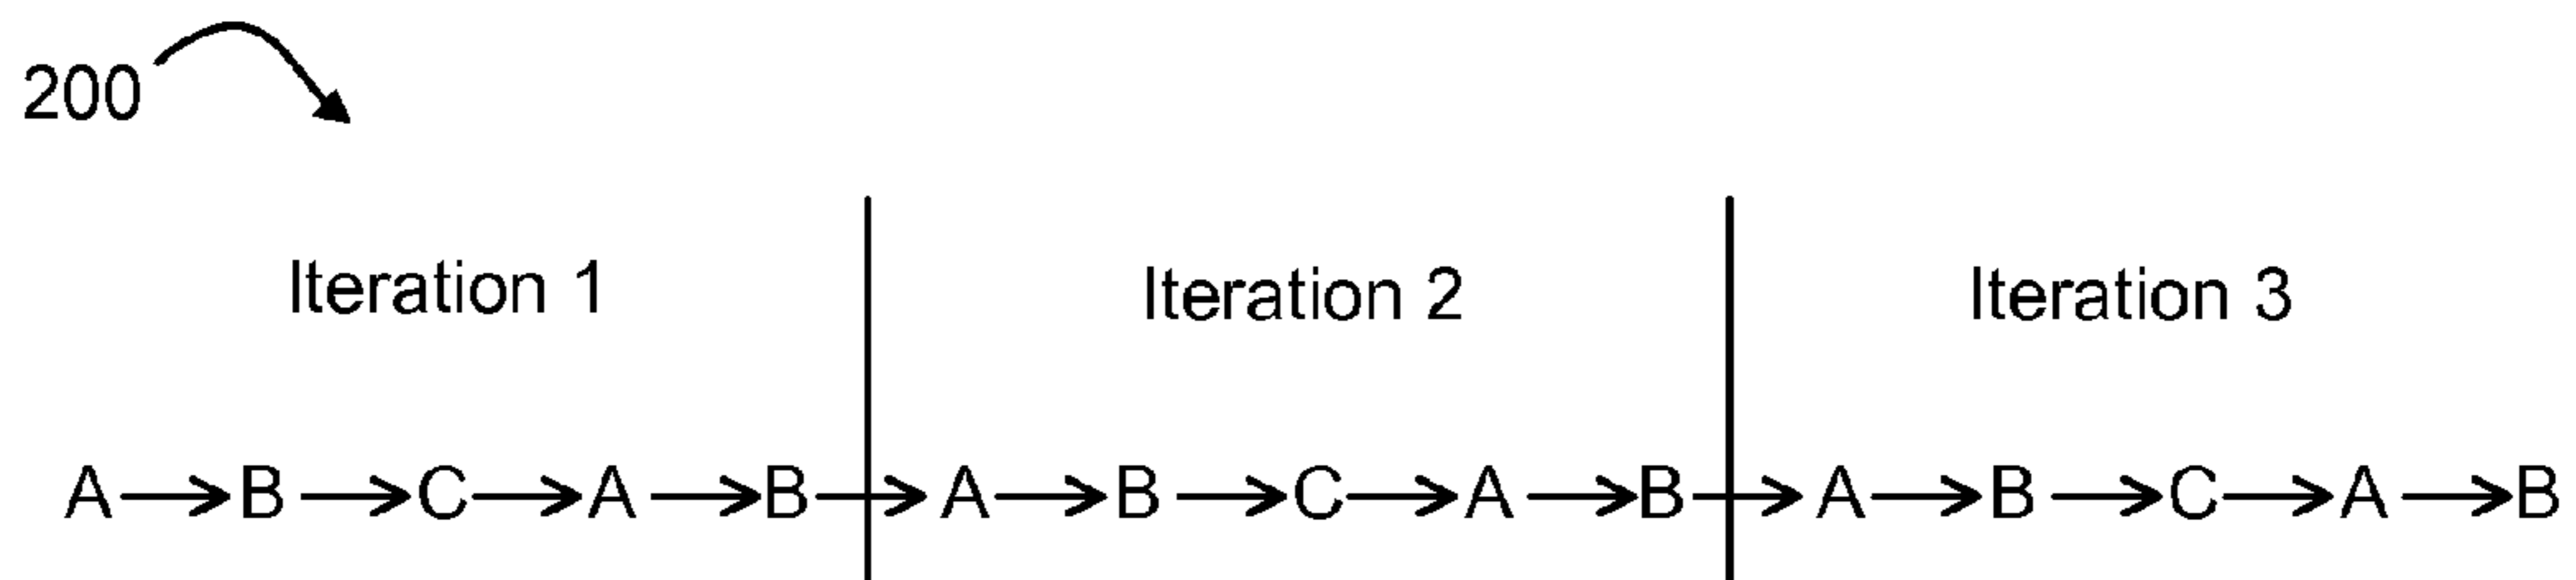 200
Iteration 1 Iteration 2 Iteration 3
A B C A B A B C A B A B C A B